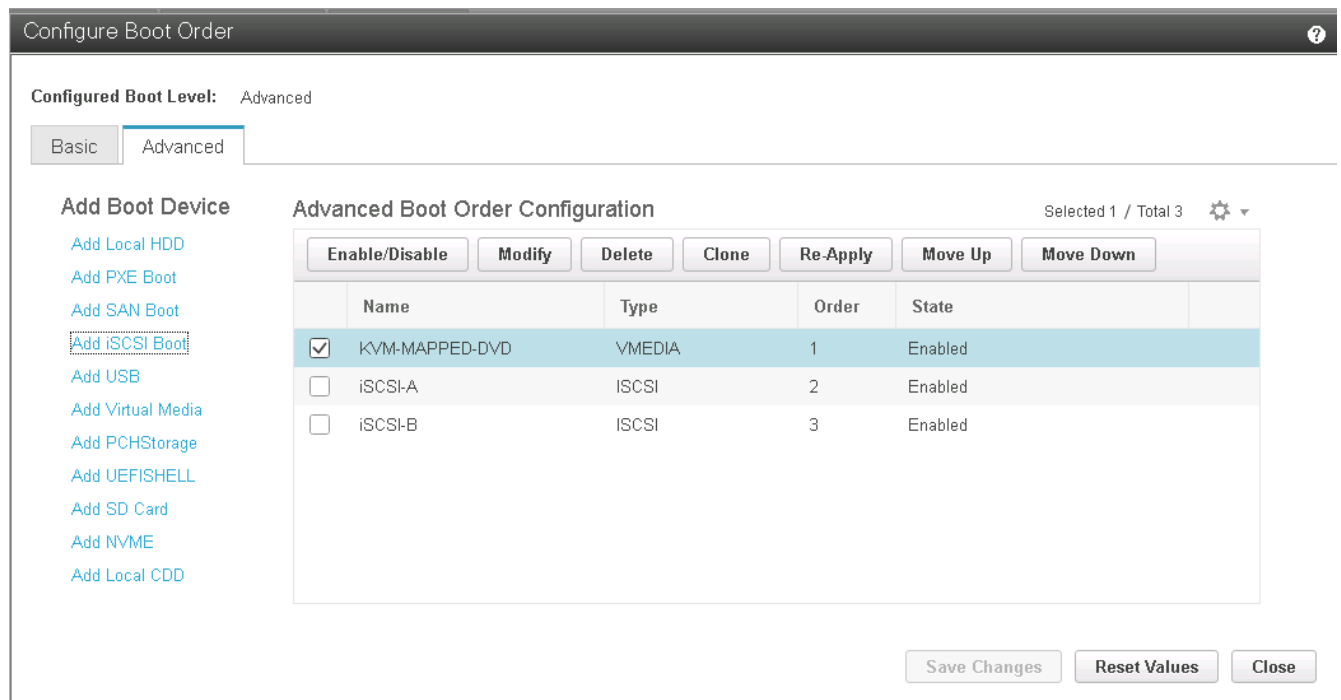 Configure Boot Order
Configured Boot Level: Advanced
Basic Advanced
Add Boot Device
Add Local HDD
Add PXE Boot
Add SAN Boot
Add iSCSI Boot
Add USB
Add Virtual Media
Add PCHStorage
Add UEFISHELL
Add SD Card
Add NVME
Add Local CDD
Advanced Boot Order Configuration Selected 1 / Total 3
Enable/Disable Modify Delete Clone Re-Apply Move Up Move Down
Name Type Order State
KVM-MAPPED-DVD VMEDIA 1 Enabled
iSCSI-A ISCSI 2 Enabled
iSCSI-B ISCSI 3 Enabled
Save Changes Reset Values Close